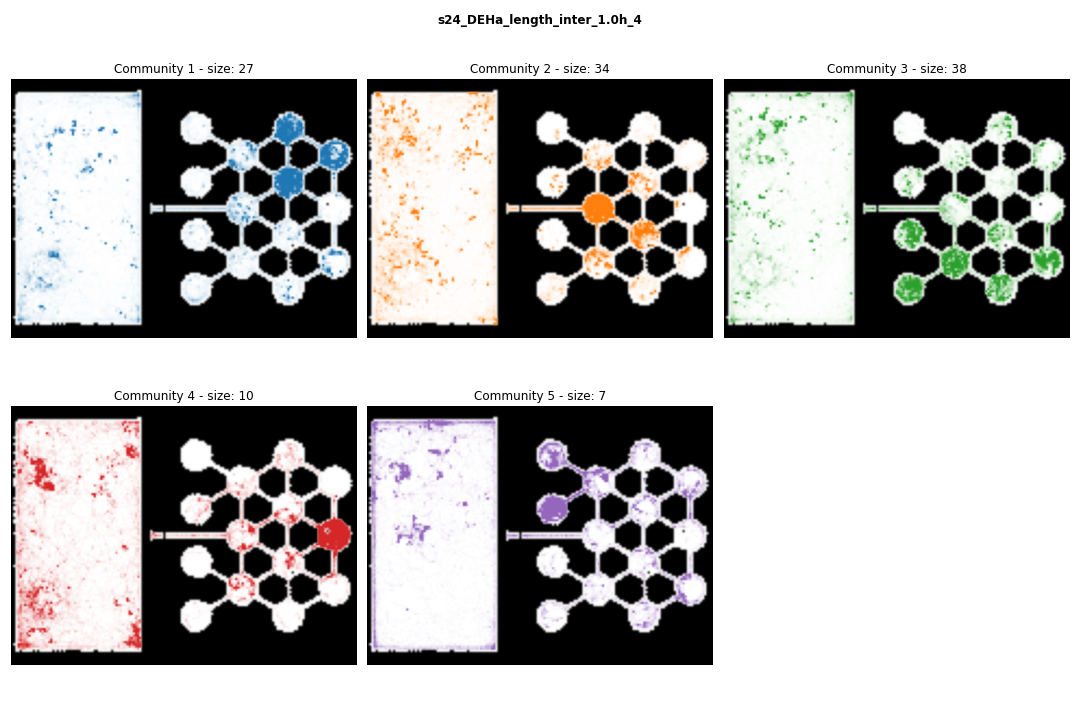 s24_DEHa_length_inter_1.0h_4
Community 1 - size: 27
Community 2 - size: 34
Community 3 - size: 38
Community 4 - size: 10
Community 5 - size: 7